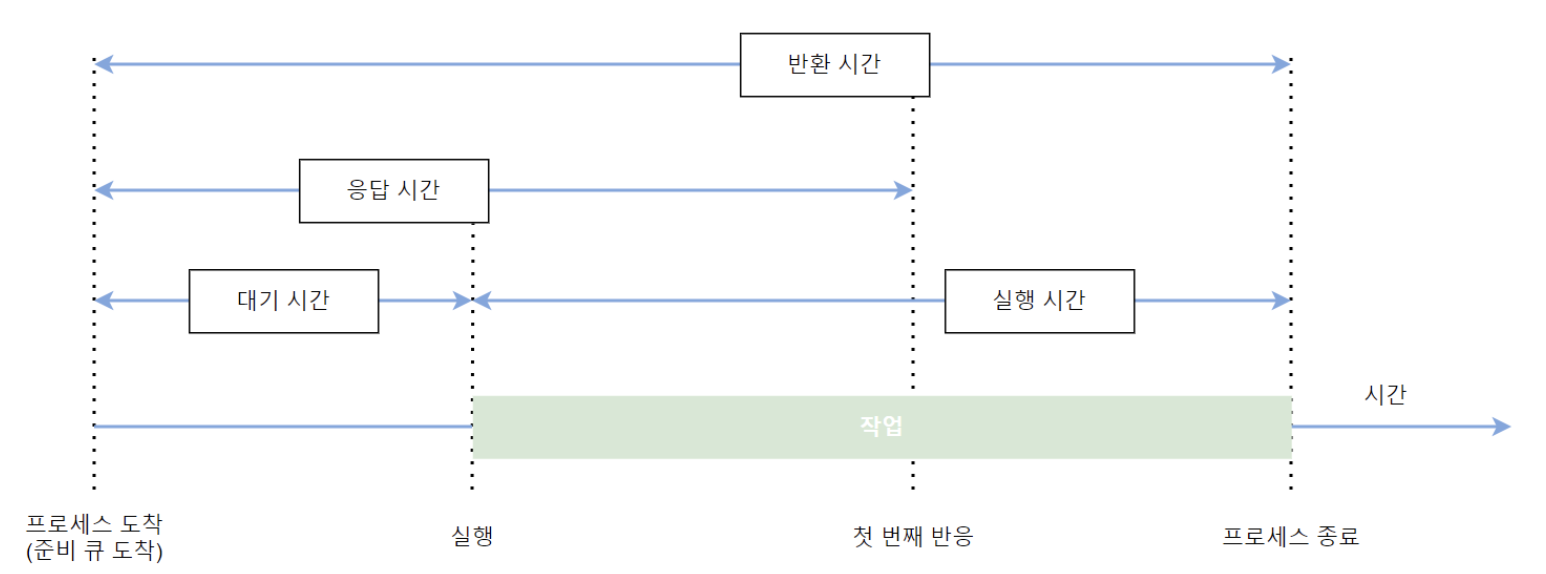 반환 시간
응답 시간
대기 시간
실행 시간
시간
작업
프로세스 도착
(준비 큐 도착)
실행
첫 번째 반응
프로세스 종료